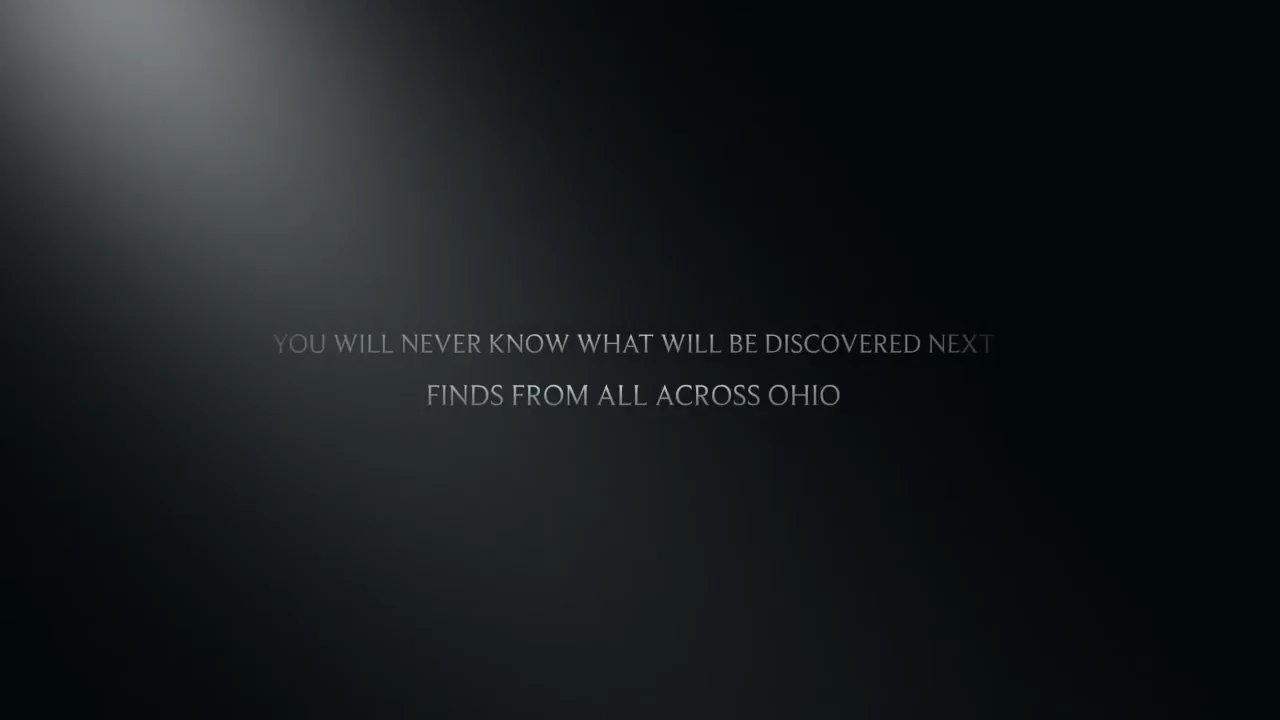 YOU WILL NEVER KNOW WHAT WILL BE DISCOVERED NEXT
FINDS FROM ALL ACROSS OHIO